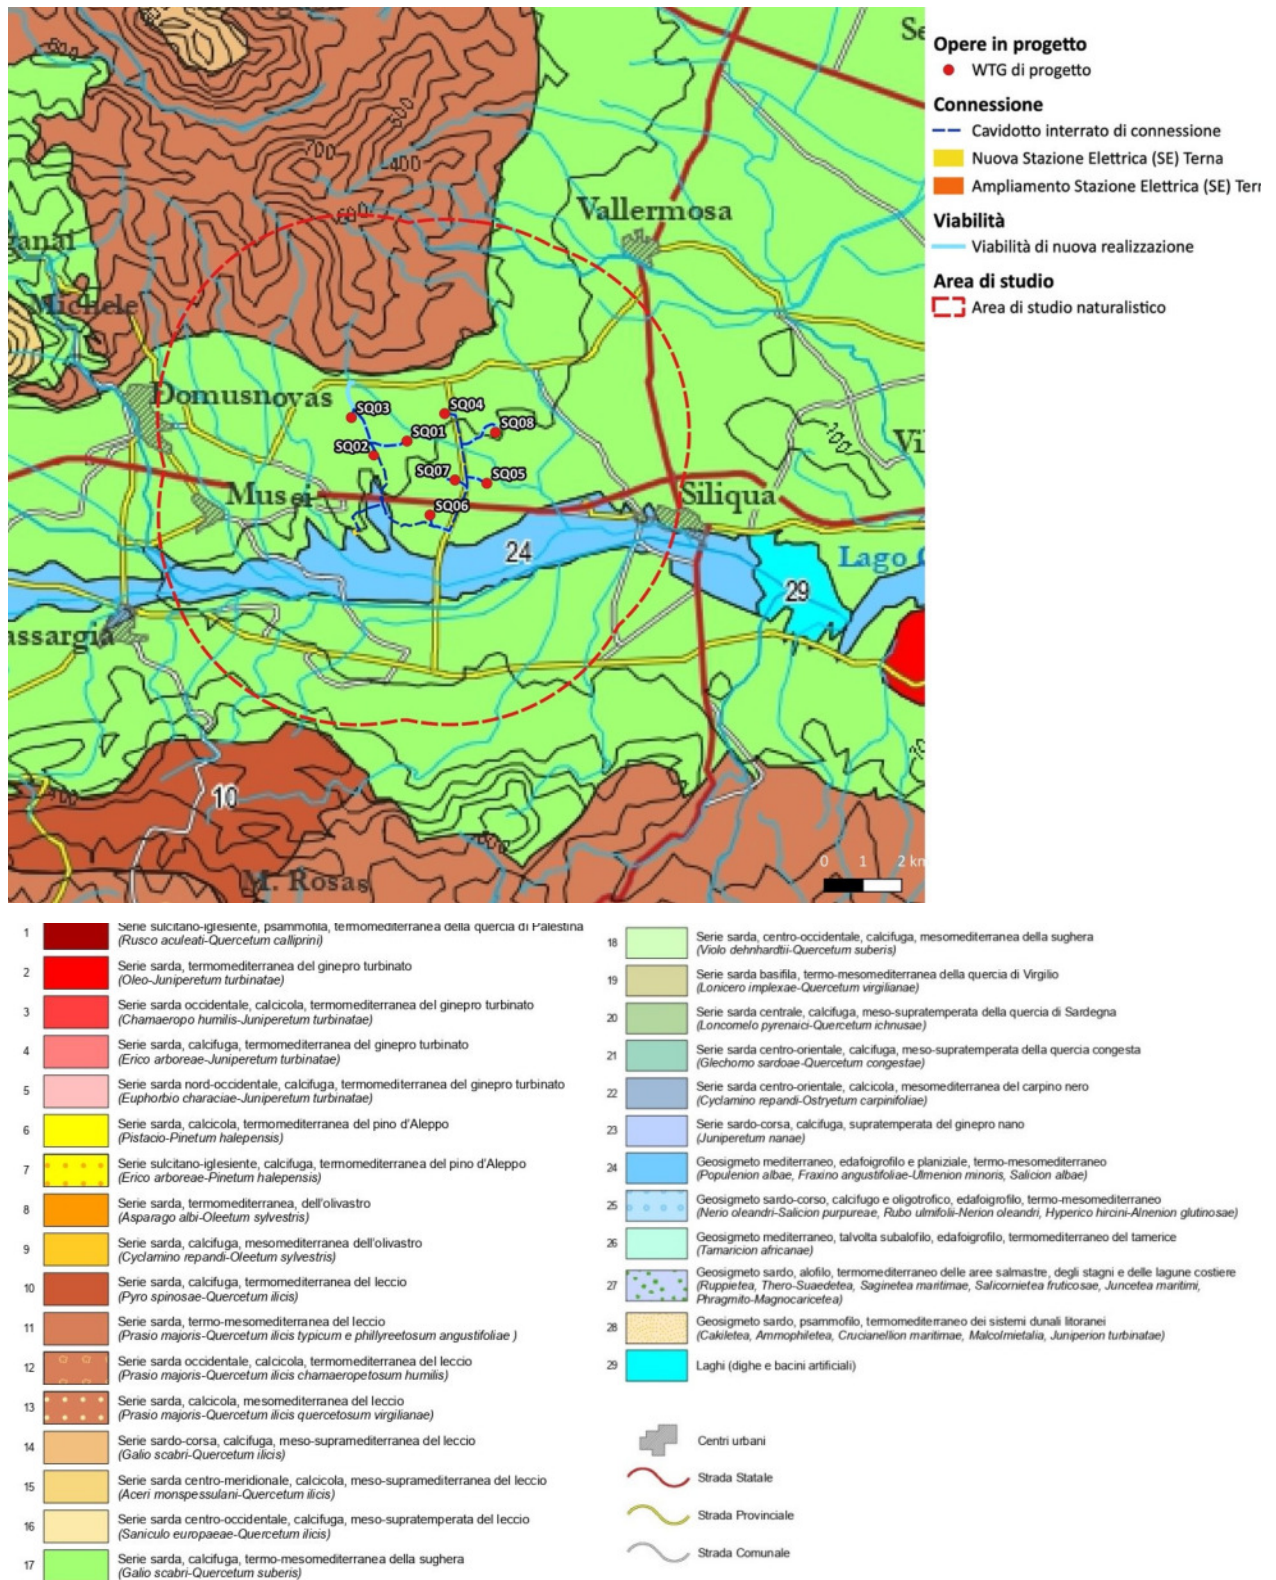 Opere in progetto
WTG di progetto
Connessione
Cavidotto interrato di connessione
Nuova Stazione Elettrica (SE) Terna
Ampliamento Stazione Elettrica (SE) Terr
Viabilità
Viabilità di nuova realizzazione
Area di studio
Area di studio naturalistico
Se
500
700
400
600
Vallermosa
ganai
Michele
Domusnovas
SQ03
SQ04
SQ08
SQ01
SQ02
SQ07
SQ05
SQ06
Musei
Siliqua
Vil
24
29
Lago
assargia
10
M. Rosas
0 1 2 km
1 Serie sulcitano-iglesiente, psammofila, termomediterranea della quercia di Palestina
(Rusco aculeati-Quercetum calliprini)
2 Serie sarda, termomediterranea del ginepro turbinato
(Oleo-Juniperetum turbinatae)
3 Serie sarda occidentale, calcicola, termomediterranea del ginepro turbinato
(Chamaeropo humilis-Juniperetum turbinatae)
4 Serie sarda, calcifuga, termomediterranea del ginepro turbinato
(Erico arboreae-Juniperetum turbinatae)
5 Serie sarda nord-occidentale, calcifuga, termomediterranea del ginepro turbinato
(Euphorbio characiae-Juniperetum turbinatae)
6 Serie sarda, calcicola, termomediterranea del pino d'Aleppo
(Pistacio-Pinetum halepensis)
7 Serie sulcitano-iglesiente, calcifuga, termomediterranea del pino d'Aleppo
(Erico arboreae-Pinetum halepensis)
8 Serie sarda, termomediterranea, dell'olivastro
(Asparago albi-Oleetum sylvestris)
9 Serie sarda, calcifuga, mesomediterranea dell'olivastro
(Cyclamino repandi-Oleetum sylvestris)
10 Serie sarda, calcifuga, termomediterranea del leccio
(Pyro spinosae-Quercetum ilicis)
11 Serie sarda, termo-mesomediterranea del leccio
(Prasio majoris-Quercetum ilicis typicum e phillyreetosum angustifoliae )
12 Serie sarda occidentale, calcicola, termomediterranea del leccio
(Prasio majoris-Quercetum ilicis chamaeropetosum humilis)
13 Serie sarda, calcicola, mesomediterranea del leccio
(Prasio majoris-Quercetum ilicis quercetosum virgilianae)
14 Serie sardo-corsa, calcifuga, meso-supramediterranea del leccio
(Galio scabri-Quercetum ilicis)
15 Serie sarda centro-meridionale, calcicola, meso-supramediterranea del leccio
(Aceri monspessulani-Quercetum ilicis)
16 Serie sarda centro-occidentale, calcifuga, meso-supratemperata del leccio
(Saniculo europaeae-Quercetum ilicis)
17 Serie sarda, calcifuga, termo-mesomediterranea della sughera
(Galio scabri-Quercetum suberis)
18 Serie sarda, centro-occidentale, calcifuga, mesomediterranea della sughera
(Violo dehnhardtii-Quercetum suberis)
19 Serie sarda basifila, termo-mesomediterranea della quercia di Virgilio
(Lonicero implexae-Quercetum virgilianae)
20 Serie sarda centrale, calcifuga, meso-supratemperata della quercia di Sardegna
(Loncomelo pyrenaici-Quercetum ichnusae)
21 Serie sarda centro-orientale, calcifuga, meso-supratemperata della quercia congesta
(Glechomo sardoae-Quercetum congestae)
22 Serie sarda centro-orientale, calcicola, mesomediterranea del carpino nero
(Cyclamino repandi-Ostryetum carpinifoliae)
23 Serie sardo-corsa, calcifuga, supratemperata del ginepro nano
(Juniperetum nanae)
24 Geosigmeto mediterraneo, edafoigrofilo e planiziale, termo-mesomediterraneo
(Populenion albae, Fraxino angustifoliae-Ulmenion minoris, Salicion albae)
25 Geosigmeto sardo-corso, calcifugo e oligotrofico, edafoigrofilo, termo-mesomediterraneo
(Nerio oleandri-Salicion purpureae, Rubo ulmifolii-Nerion oleandri, Hyperico hircini-Alnenion glutinosae)
26 Geosigmeto mediterraneo, talvolta subalofilo, edafoigrofilo, termomediterraneo del tamerice
(Tamaricion africanae)
27 Geosigmeto sardo, alofilo, termomediterraneo delle aree salmastre, degli stagni e delle lagune costiere
(Ruppietea, Thero-Suaedetea, Saginetea maritimae, Salicornietea fruticosae, Juncetea maritimi,
Phragmito-Magnocaricetea)
28 Geosigmeto sardo, psammofilo, termomediterraneo dei sistemi dunali litoranei
(Cakiletea, Ammophiletea, Crucianellion maritimae, Malcolmietalia, Juniperion turbinatae)
29 Laghi (dighe e bacini artificiali)
Centri urbani
Strada Statale
Strada Provinciale
Strada Comunale